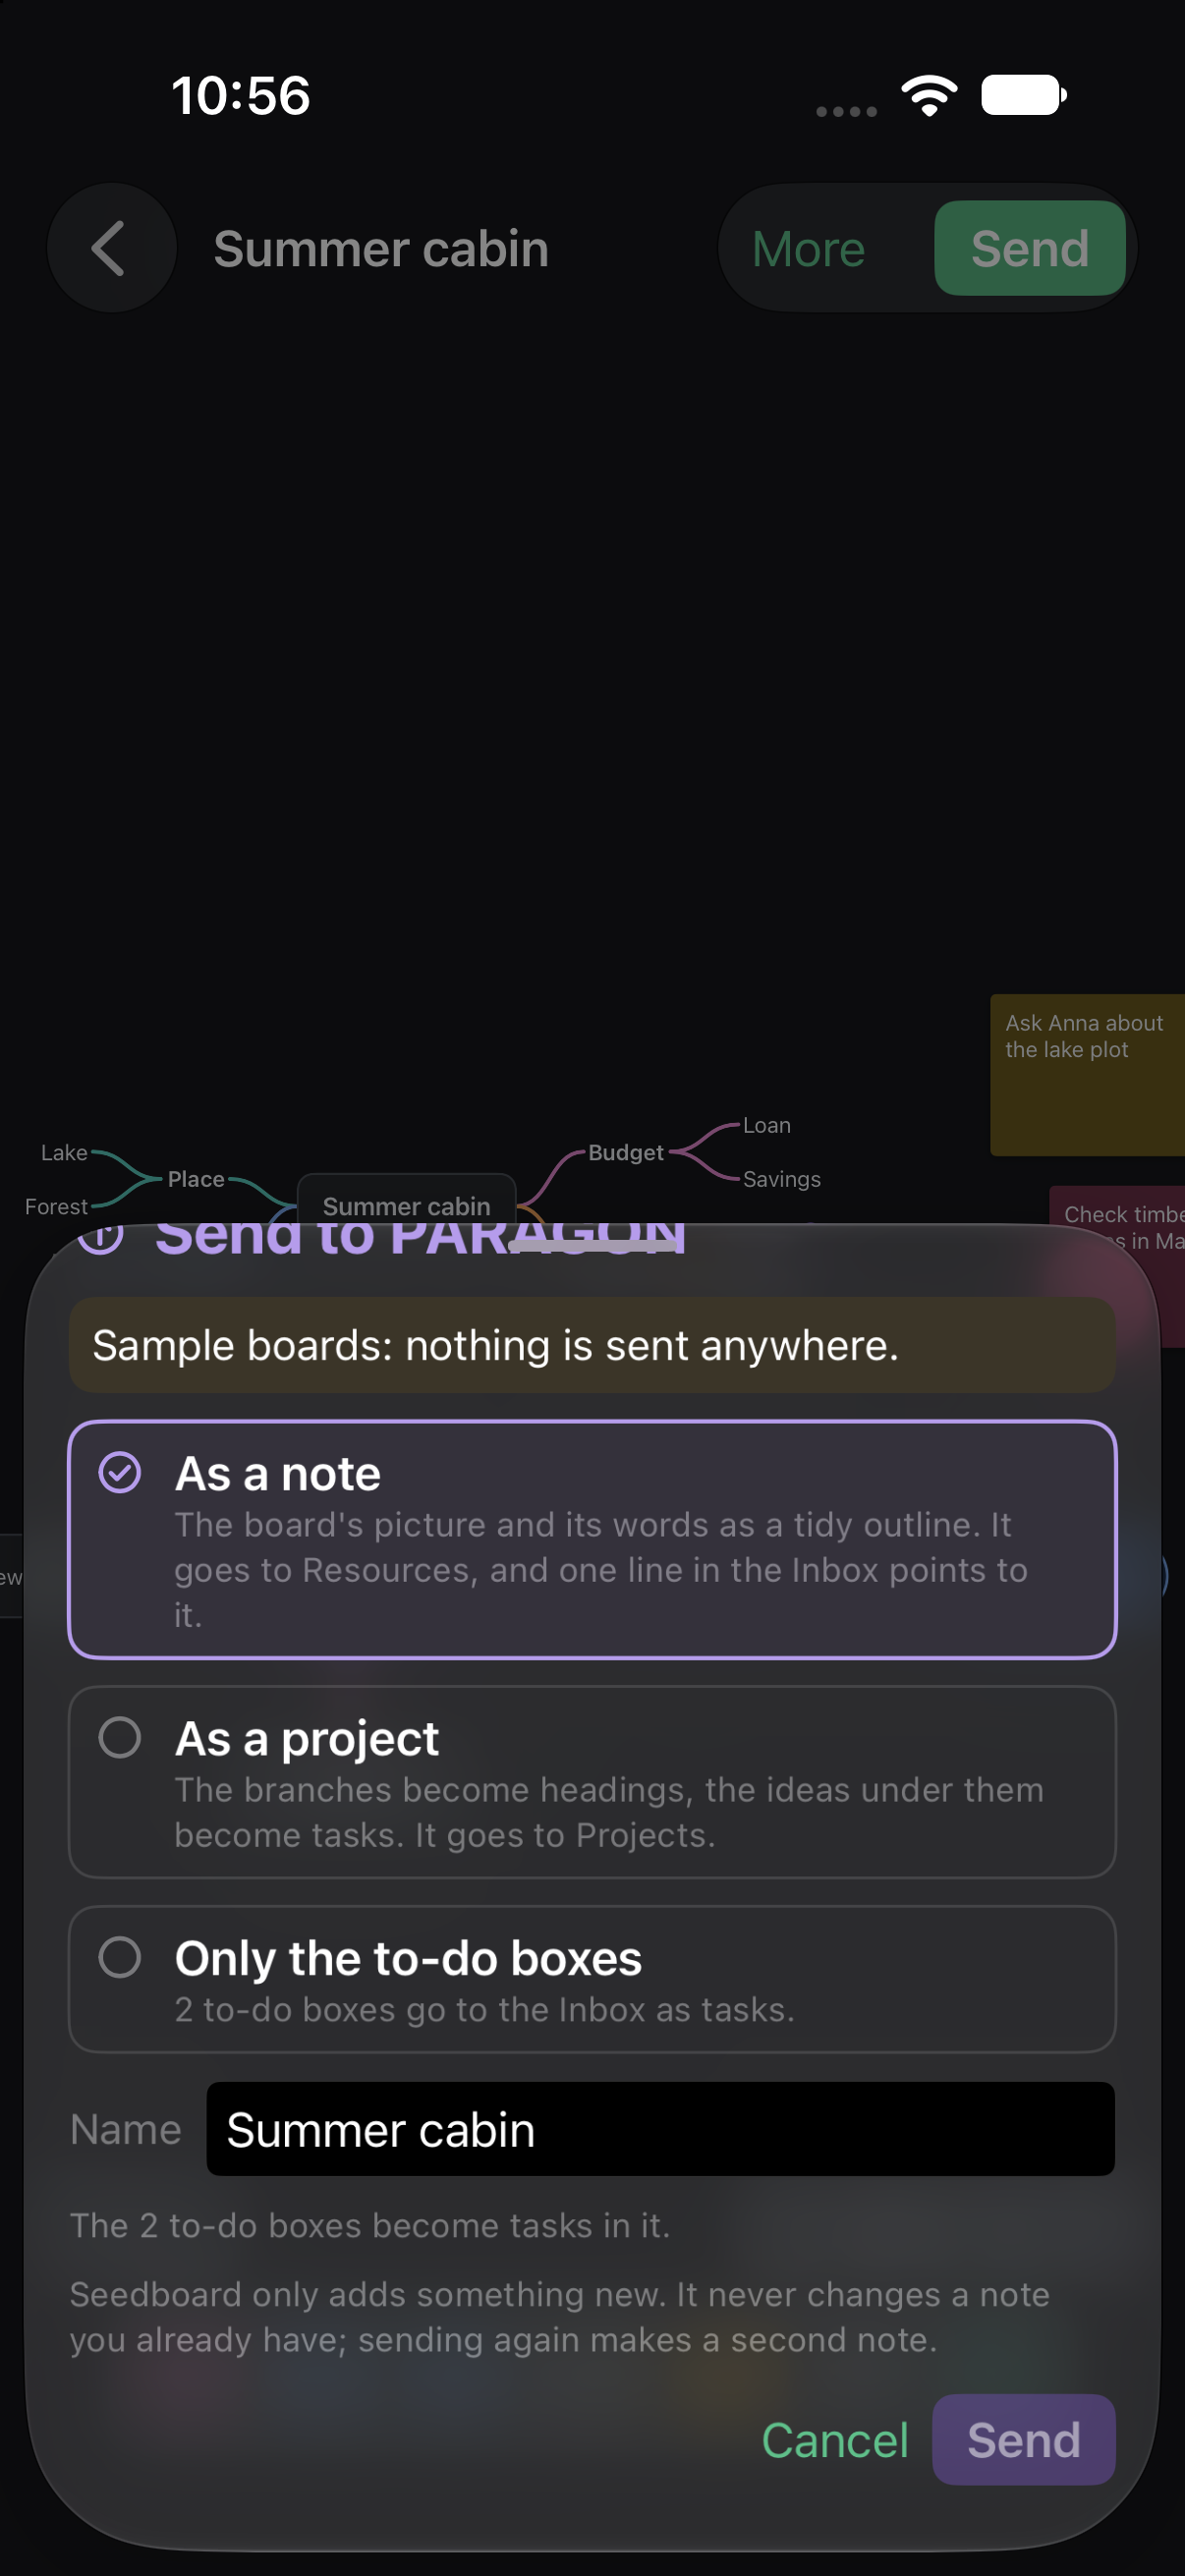 10:56
Summer cabin
More
Send
Ask Anna about
the lake plot
Loan
Lake
Budget
Place
Savings
Forest
Summer cabin
Check timbe
s in Ma
Send to PARAGON
Sample boards: nothing is sent anywhere.
As a note
The board's picture and its words as a tidy outline. It
goes to Resources, and one line in the Inbox points to
it.
ew
As a project
The branches become headings, the ideas under them
become tasks. It goes to Projects.
Only the to-do boxes
2 to-do boxes go to the Inbox as tasks.
Name
Summer cabin
The 2 to-do boxes become tasks in it.
Seedboard only adds something new. It never changes a note
you already have; sending again makes a second note.
Cancel
Send